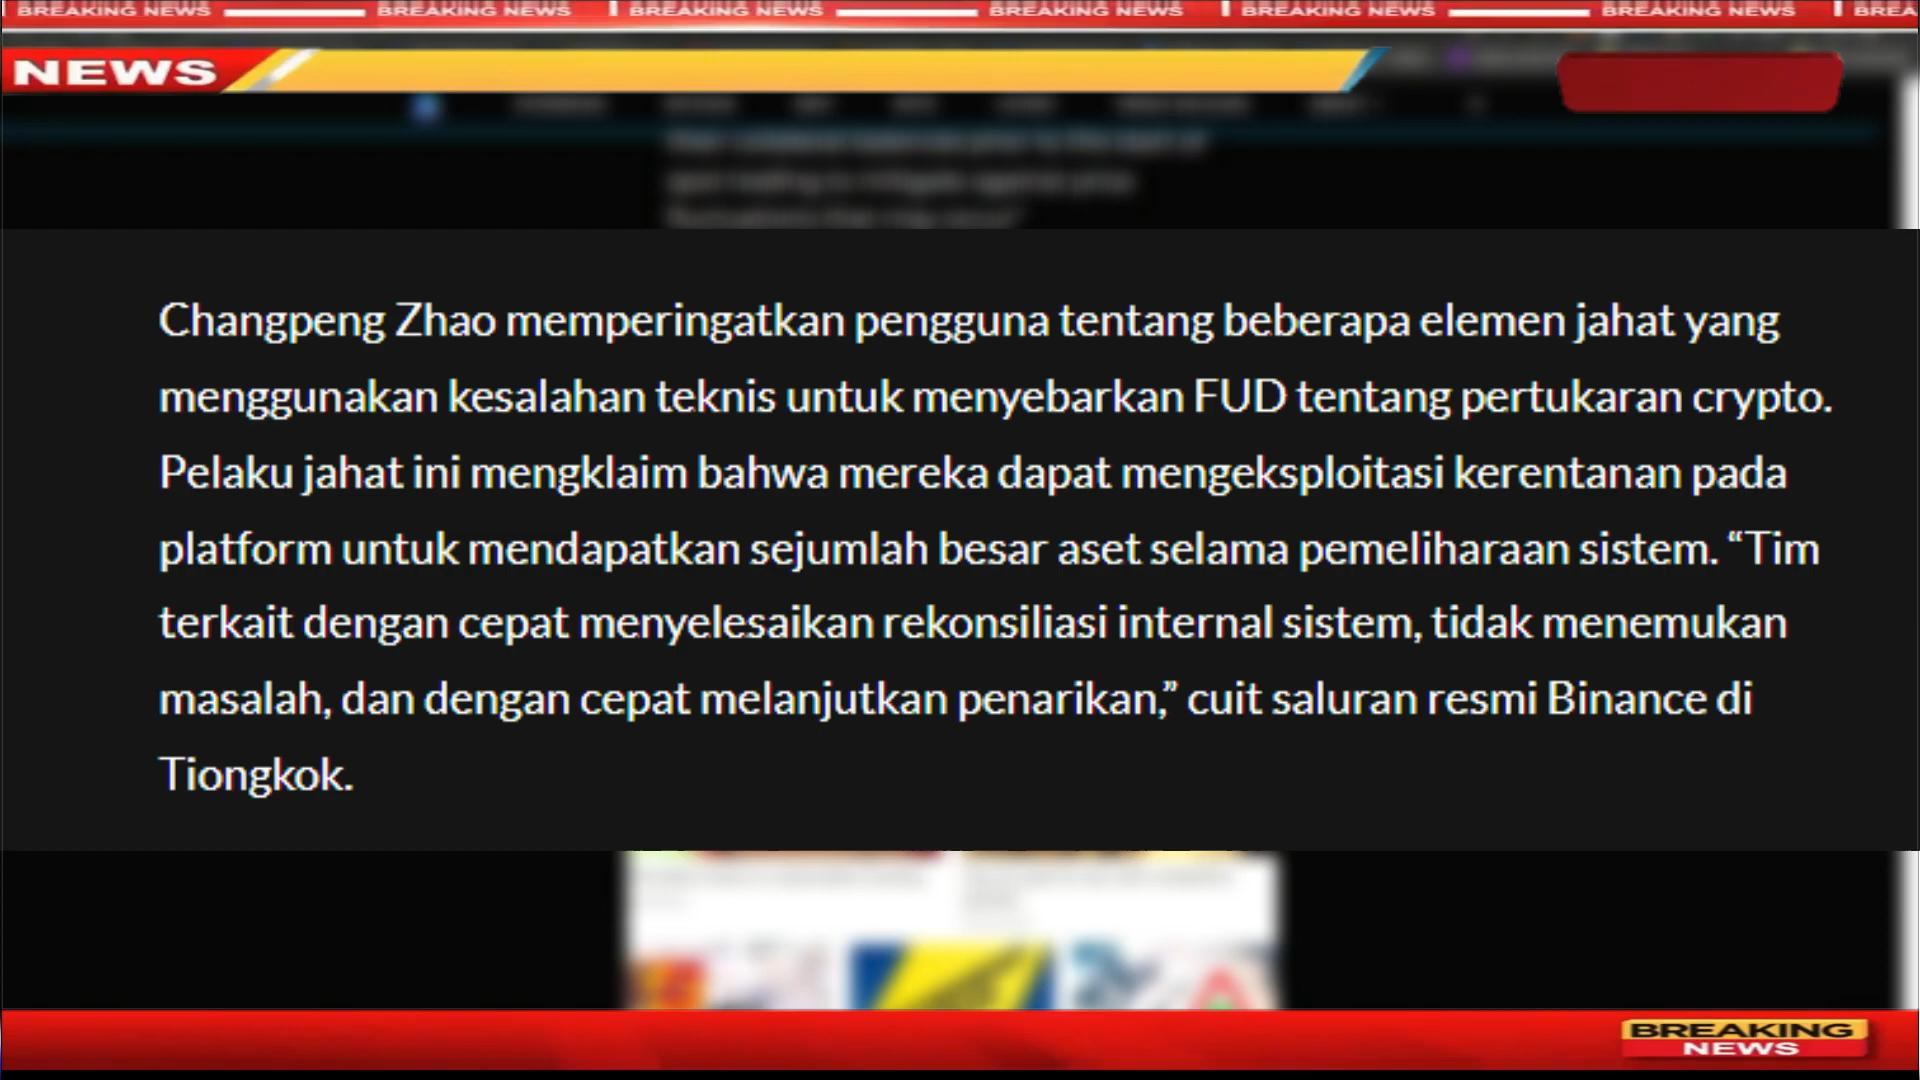 BREAKING NEWS BREAKING NEWS BREAKING NEWS BREAKING NEWS BREAKING NEWS BREAKING NEWS
NEWS
Changpeng Zhao memperingatkan pengguna tentang beberapa elemen jahat yang
menggunakan kesalahan teknis untuk menyebarkan FUD tentang pertukaran crypto.
Pelaku jahat ini mengklaim bahwa mereka dapat mengeksploitasi kerentanan pada
platform untuk mendapatkan sejumlah besar aset selama pemeliharaan sistem. “Tim
terkait dengan cepat menyelesaikan rekonsiliasi internal sistem, tidak menemukan
masalah, dan dengan cepat melanjutkan penarikan,” cuit saluran resmi Binance di
Tiongkok.
BREAKING
NEWS